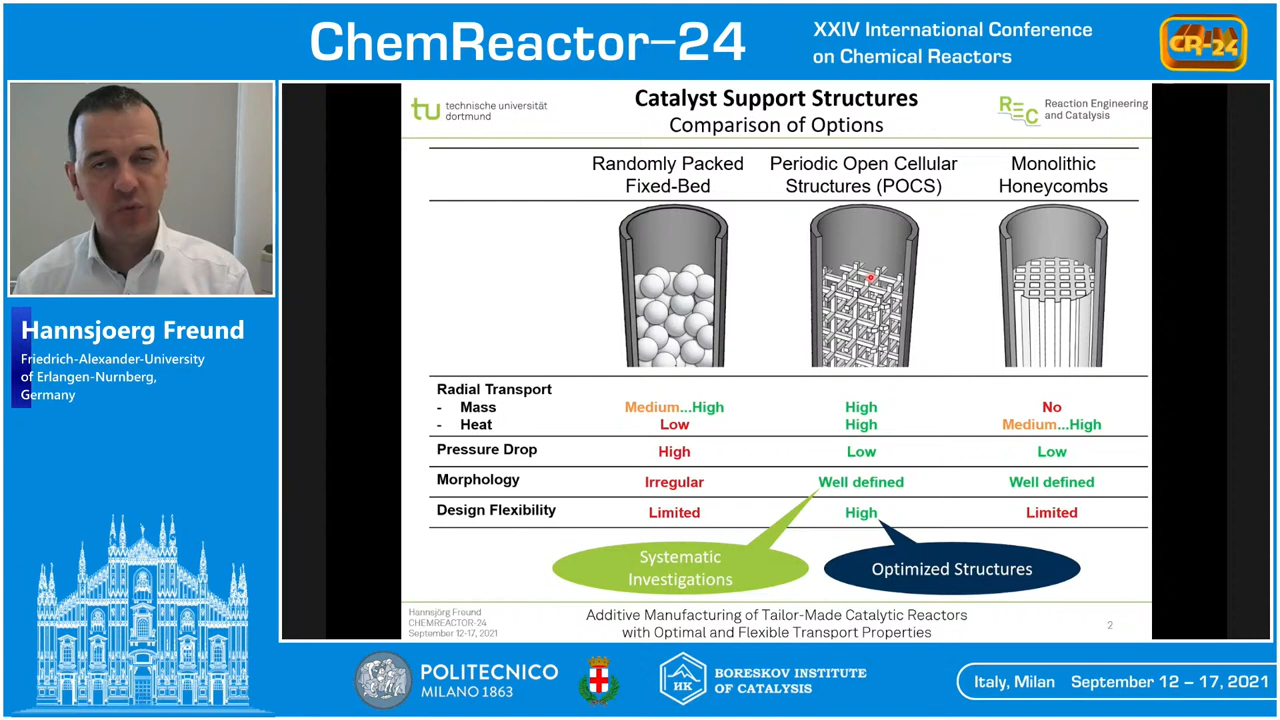 ChemReactor–24
XXIV International Conference
on Chemical Reactors
CR-24
tu technische universität
dortmund
Catalyst Support Structures
Comparison of Options
REC Reaction Engineering
and Catalysis
Randomly Packed
Fixed-Bed
Periodic Open Cellular
Structures (POCS)
Monolithic
Honeycombs
Radial Transport
- Mass Medium...High High No
- Heat Low High Medium...High
Pressure Drop High Low Low
Morphology Irregular Well defined Well defined
Design Flexibility Limited High Limited
Systematic
Investigations
Optimized Structures
Hannsjörg Freund
CHEMREACTOR-24
September 12-17, 2021
Additive Manufacturing of Tailor-Made Catalytic Reactors
with Optimal and Flexible Transport Properties
2
Hannsjoerg Freund
Friedrich-Alexander-University
of Erlangen-Nurnberg,
Germany
POLITECNICO
MILANO 1863
HK
BORESKOV INSTITUTE
OF CATALYSIS
Italy, Milan September 12 – 17, 2021